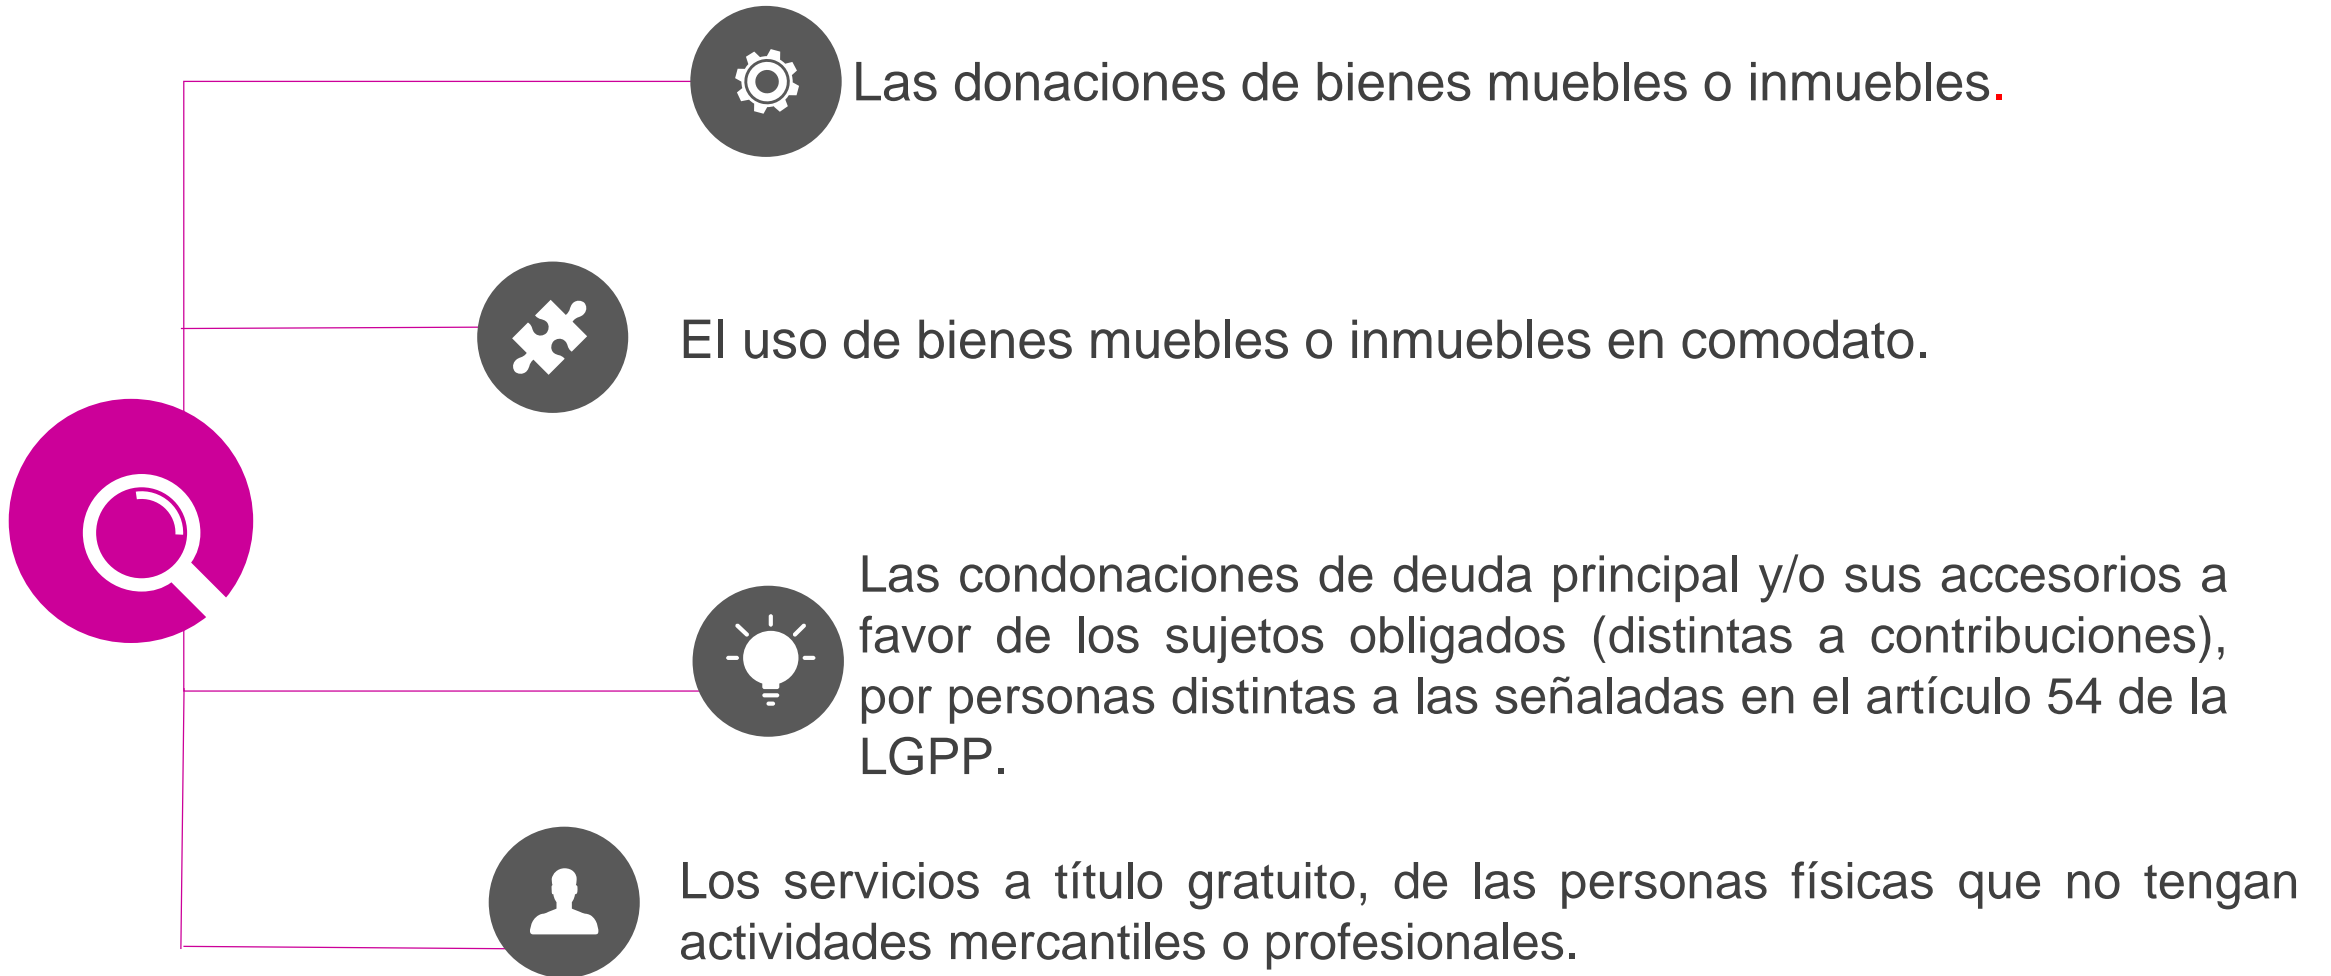 Las donaciones de bienes muebles o inmuebles.
El uso de bienes muebles o inmuebles en comodato.
Las condonaciones de deuda principal y/o sus accesorios a
favor de los sujetos obligados (distintas a contribuciones),
por personas distintas a las señaladas en el artículo 54 de la
LGPP.
Los servicios a título gratuito, de las personas físicas que no tengan
actividades mercantiles o profesionales.